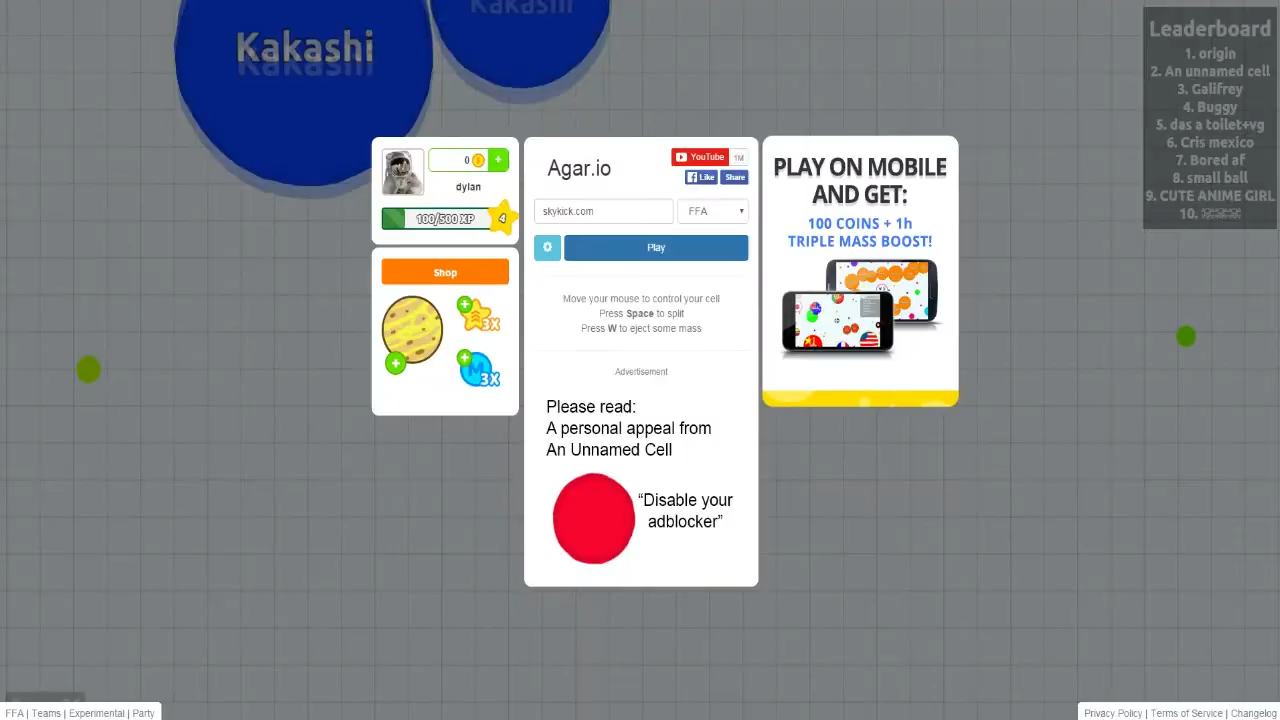 Kakashi
Kakashi
Leaderboard
1. origin
2. An unnamed cell
3. Galifrey
4. Buggy
5. das a toilet+vg
6. Cris mexico
7. Bored af
8. small ball
9. CUTE ANIME GIRL
10.
0
+
dylan
100/500 XP
4
Shop
3X
M
3X
Agar.io
YouTube 1M
Like Share
skykick.com
FFA
Play
Move your mouse to control your cell
Press Space to split
Press W to eject some mass
Advertisement
Please read:
A personal appeal from
An Unnamed Cell
“Disable your
adblocker”
PLAY ON MOBILE
AND GET:
100 COINS + 1h
TRIPLE MASS BOOST!
FFA | Teams | Experimental | Party
Privacy Policy | Terms of Service | Changelog